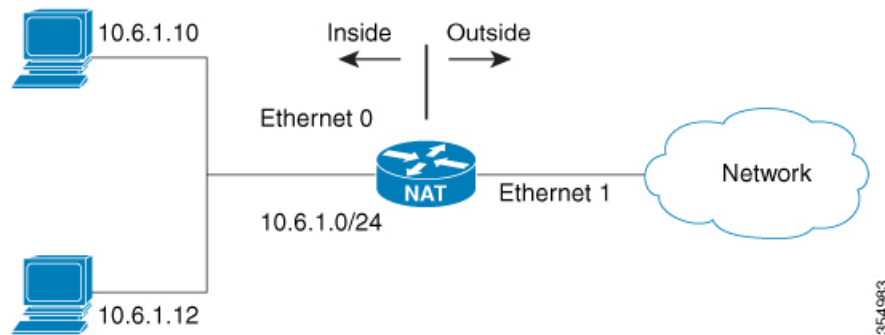 10.6.1.10
Inside
Outside
Ethernet 0
NAT
Ethernet 1
Network
10.6.1.0/24
10.6.1.12
354983